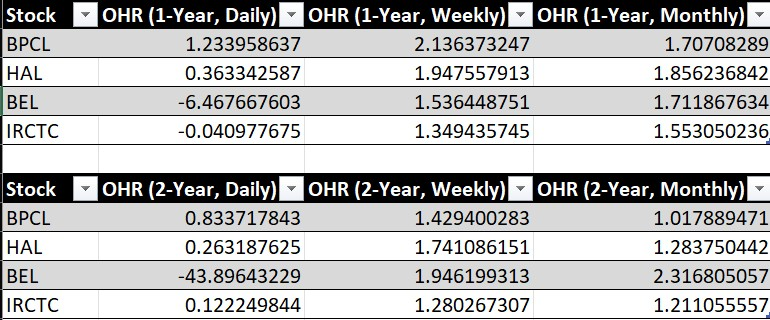 Stock OHR (1-Year, Daily) OHR (1-Year, Weekly) OHR (1-Year, Monthly)
BPCL 1.233958637 2.136373247 1.70708289
HAL 0.363342587 1.947557913 1.856236842
BEL -6.467667603 1.536448751 1.711867634
IRCTC -0.040977675 1.349435745 1.553050236
Stock OHR (2-Year, Daily) OHR (2-Year, Weekly) OHR (2-Year, Monthly)
BPCL 0.833717843 1.429400283 1.017889471
HAL 0.263187625 1.741086151 1.283750442
BEL -43.89643229 1.946199313 2.316805057
IRCTC 0.122249844 1.280267307 1.211055557